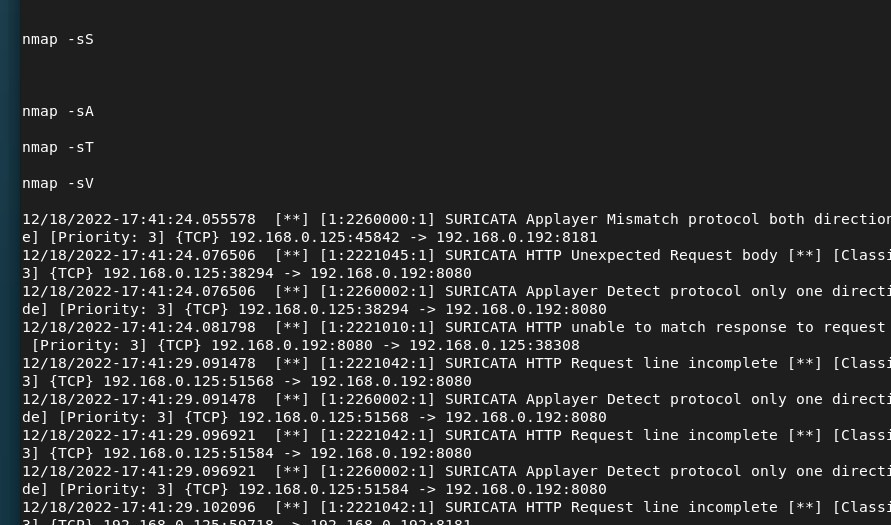 nmap -sS
nmap -sA
nmap -sT
nmap -sV
12/18/2022-17:41:24.055578  [**] [1:2260000:1] SURICATA Applayer Mismatch protocol both direction
e] [Priority: 3] {TCP} 192.168.0.125:45842 -> 192.168.0.192:8181
12/18/2022-17:41:24.076506  [**] [1:2221045:1] SURICATA HTTP Unexpected Request body [**] [Classi
3] {TCP} 192.168.0.125:38294 -> 192.168.0.192:8080
12/18/2022-17:41:24.076506  [**] [1:2260002:1] SURICATA Applayer Detect protocol only one directi
de] [Priority: 3] {TCP} 192.168.0.125:38294 -> 192.168.0.192:8080
12/18/2022-17:41:24.081798  [**] [1:2221010:1] SURICATA HTTP unable to match response to request
 [Priority: 3] {TCP} 192.168.0.192:8080 -> 192.168.0.125:38308
12/18/2022-17:41:29.091478  [**] [1:2221042:1] SURICATA HTTP Request line incomplete [**] [Classi
3] {TCP} 192.168.0.125:51568 -> 192.168.0.192:8080
12/18/2022-17:41:29.091478  [**] [1:2260002:1] SURICATA Applayer Detect protocol only one directi
de] [Priority: 3] {TCP} 192.168.0.125:51568 -> 192.168.0.192:8080
12/18/2022-17:41:29.096921  [**] [1:2221042:1] SURICATA HTTP Request line incomplete [**] [Classi
3] {TCP} 192.168.0.125:51584 -> 192.168.0.192:8080
12/18/2022-17:41:29.096921  [**] [1:2260002:1] SURICATA Applayer Detect protocol only one directi
de] [Priority: 3] {TCP} 192.168.0.125:51584 -> 192.168.0.192:8080
12/18/2022-17:41:29.102096  [**] [1:2221042:1] SURICATA HTTP Request line incomplete [**] [Classi
3] {TCP} 192.168.0.125:59718 -> 192.168.0.192:8181